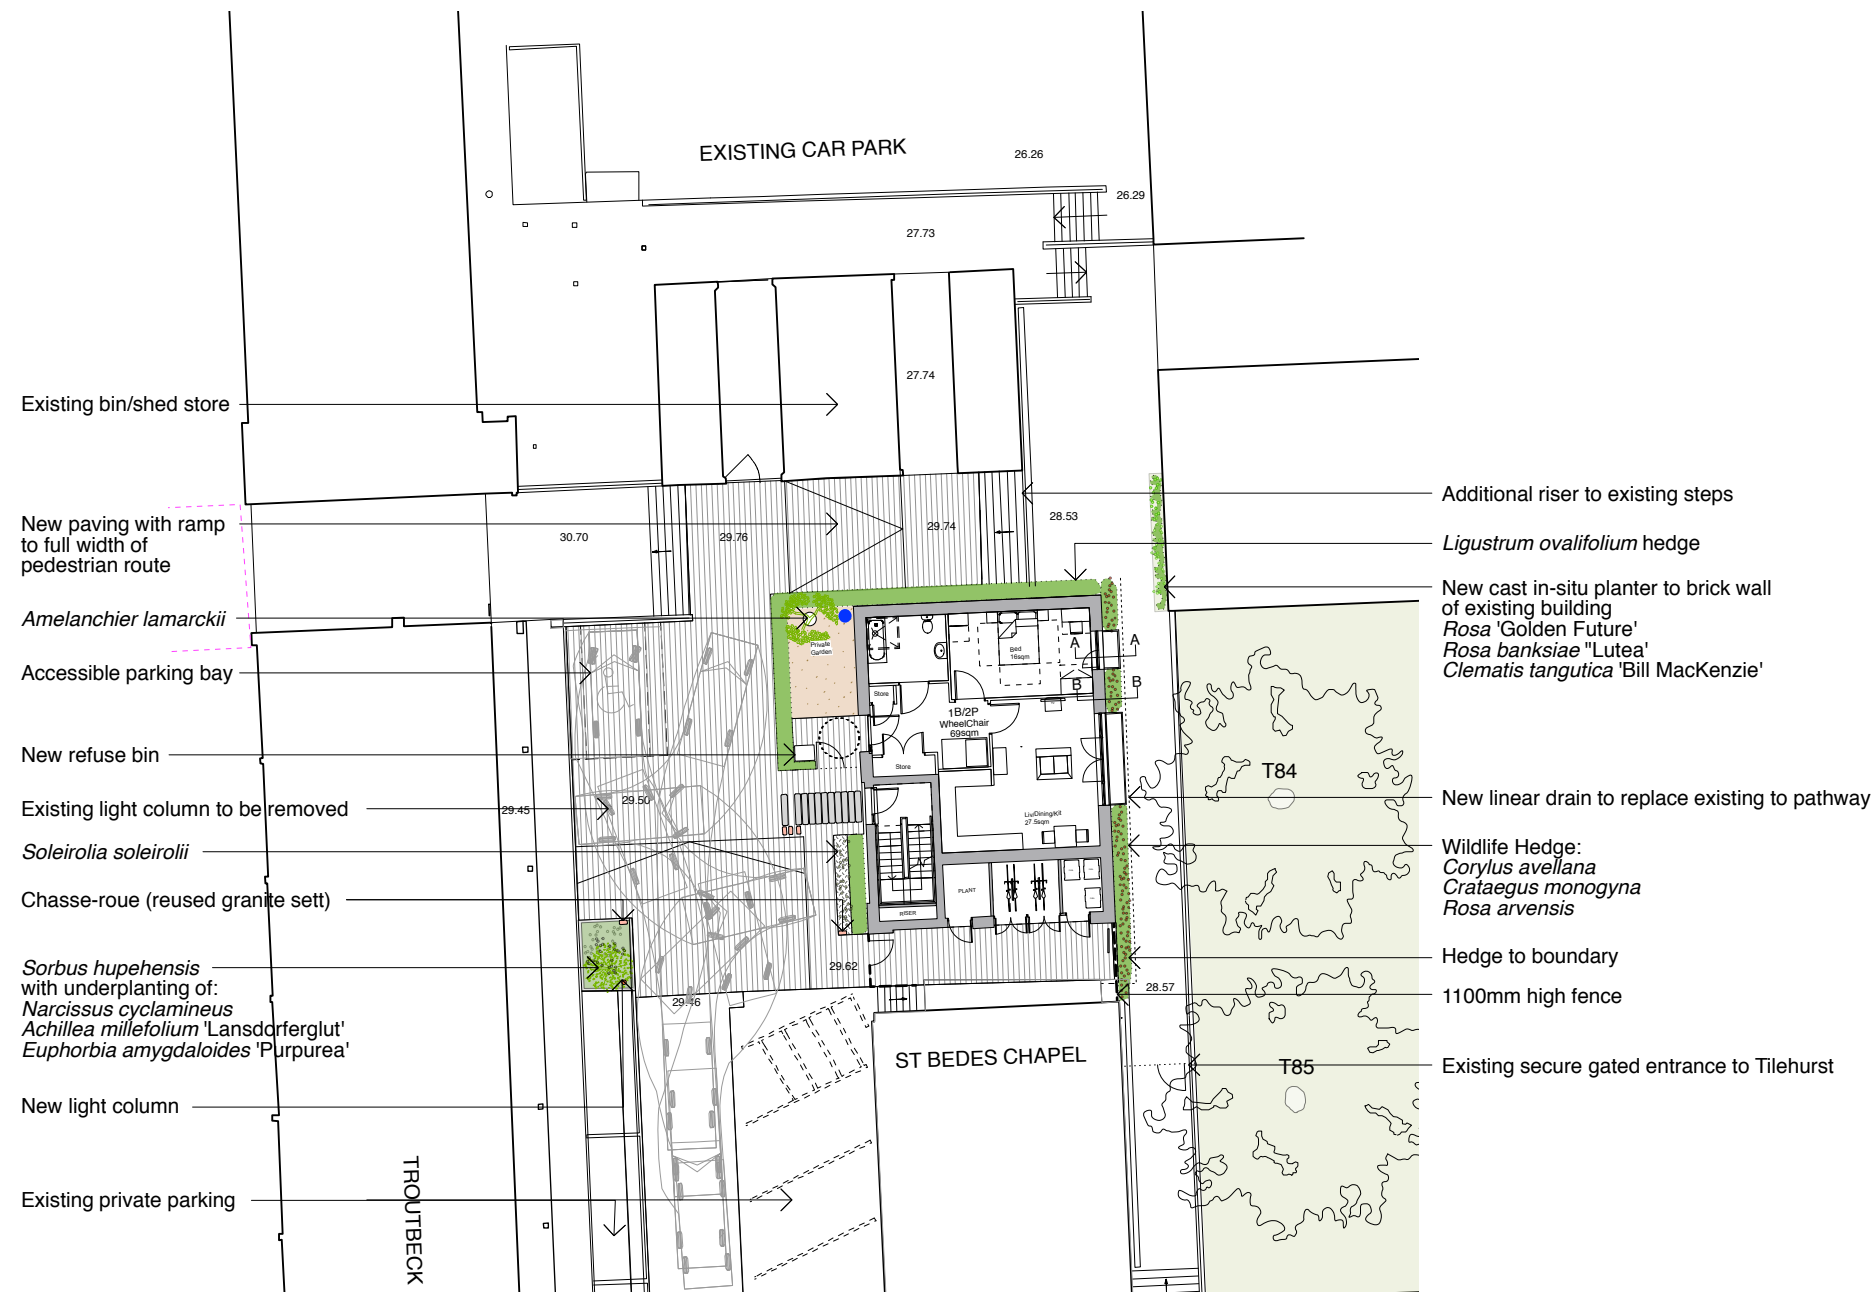 EXISTING CAR PARK
26.26
26.29
27.73
27.74
Existing bin/shed store
New paving with ramp
to full width of
pedestrian route
Amelanchier lamarckii
Accessible parking bay
New refuse bin
Existing light column to be removed
Soleirolia soleirolii
Chasse-roue (reused granite sett)
Sorbus hupehensis
with underplanting of:
Narcissus cyclamineus
Achillea millefolium 'Lansdorferglut'
Euphorbia amygdaloides 'Purpurea'
New light column
Existing private parking
30.70
29.76
29.74
28.53
29.45
29.50
29.62
29.46
28.57
Private
Garden
Bed
16sqm
A
A
B
B
Store
1B/2P
WheelChair
69sqm
Store
Liv/Dining/Kit
27.5sqm
PLANT
RISER
ST BEDES CHAPEL
TROUTBECK
T84
T85
Additional riser to existing steps
Ligustrum ovalifolium hedge
New cast in-situ planter to brick wall
of existing building
Rosa 'Golden Future'
Rosa banksiae "Lutea'
Clematis tangutica 'Bill MacKenzie'
New linear drain to replace existing to pathway
Wildlife Hedge:
Corylus avellana
Crataegus monogyna
Rosa arvensis
Hedge to boundary
1100mm high fence
Existing secure gated entrance to Tilehurst